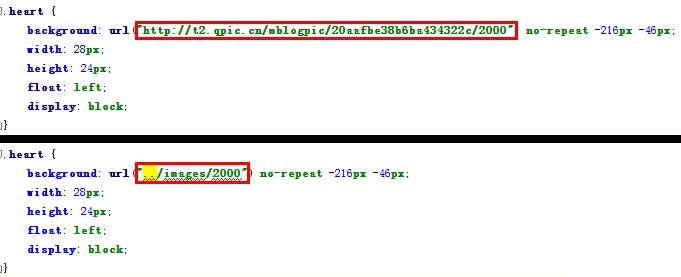 .heart {
background: url("http://t2.qpic.cn/mblogpic/20aafbe38b6ba434322c/2000") no-repeat -216px -46px;
width: 28px;
height: 24px;
float: left;
display: block;
}
.heart {
background: url("../images/2000") no-repeat -216px -46px;
width: 28px;
height: 24px;
float: left;
display: block;
}